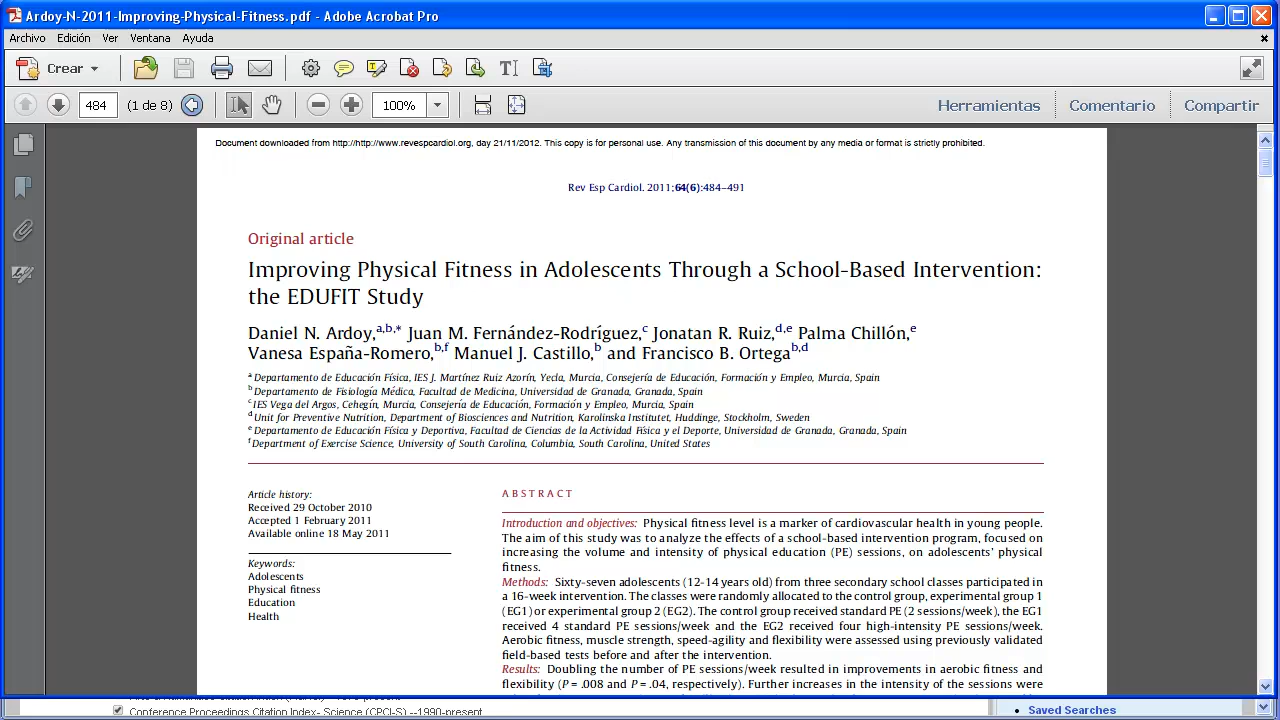 Ardoy-N-2011-Improving-Physical-Fitness.pdf - Adobe Acrobat Pro
Archivo Edición Ver Ventana Ayuda
Crear
484 (1 de 8) 100% Herramientas Comentario Compartir
Document downloaded from http://http://www.revespcardiol.org, day 21/11/2012. This copy is for personal use. Any transmission of this document by any media or format is strictly prohibited.
Rev Esp Cardiol. 2011;64(6):484–491
Original article
Improving Physical Fitness in Adolescents Through a School-Based Intervention:
the EDUFIT Study
Daniel N. Ardoy,a,b,* Juan M. Fernández-Rodríguez,c Jonatan R. Ruiz,d,e Palma Chillón,e
Vanesa España-Romero,b,f Manuel J. Castillo,b and Francisco B. Ortegab,d
a Departamento de Educación Física, IES J. Martínez Ruiz Azorín, Yecla, Murcia, Consejería de Educación, Formación y Empleo, Murcia, Spain
b Departamento de Fisiología Médica, Facultad de Medicina, Universidad de Granada, Granada, Spain
c IES Vega del Argos, Cehegín, Murcia, Consejería de Educación, Formación y Empleo, Murcia, Spain
d Unit for Preventive Nutrition, Department of Biosciences and Nutrition, Karolinska Institutet, Huddinge, Stockholm, Sweden
e Departamento de Educación Física y Deportiva, Facultad de Ciencias de la Actividad Física y el Deporte, Universidad de Granada, Granada, Spain
f Department of Exercise Science, University of South Carolina, Columbia, South Carolina, United States
Article history:
Received 29 October 2010
Accepted 1 February 2011
Available online 18 May 2011
Keywords:
Adolescents
Physical fitness
Education
Health
ABSTRACT
Introduction and objectives: Physical fitness level is a marker of cardiovascular health in young people.
The aim of this study was to analyze the effects of a school-based intervention program, focused on
increasing the volume and intensity of physical education (PE) sessions, on adolescents' physical
fitness.
Methods: Sixty-seven adolescents (12-14 years old) from three secondary school classes participated in
a 16-week intervention. The classes were randomly allocated to the control group, experimental group 1
(EG1) or experimental group 2 (EG2). The control group received standard PE (2 sessions/week), the EG1
received 4 standard PE sessions/week and the EG2 received four high-intensity PE sessions/week.
Aerobic fitness, muscle strength, speed-agility and flexibility were assessed using previously validated
field-based tests before and after the intervention.
Results: Doubling the number of PE sessions/week resulted in improvements in aerobic fitness and
flexibility (P = .008 and P = .04, respectively). Further increases in the intensity of the sessions were
Conference Proceedings Citation Index- Science (CPCI-S) --1990-present
Saved Searches